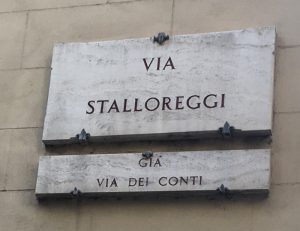 VIA
STALLOREGGI
GIÀ
VIA DEI CONTI